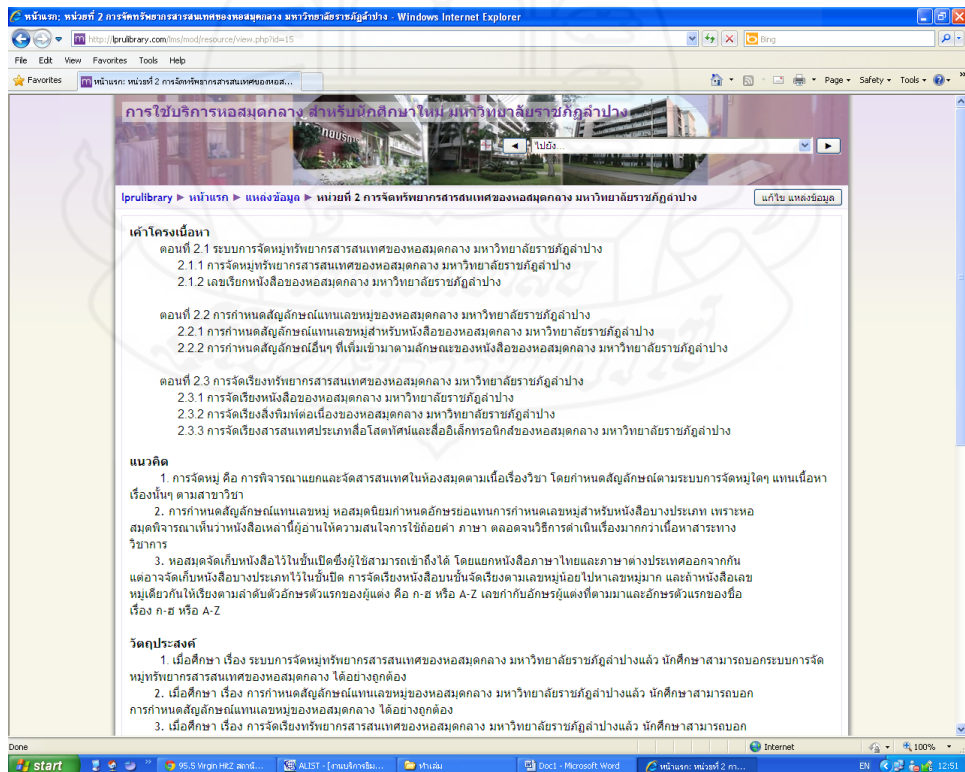 หน้าแรก: หน่วยที่ 2 การจัดทรัพยากรสารสนเทศของหอสมุดกลาง มหาวิทยาลัยราชภัฏลำปาง - Windows Internet Explorer
http://lprulibrary.com/lms/mod/resource/view.php?id=15
Bing
File Edit View Favorites Tools Help
Favorites
หน้าแรก: หน่วยที่ 2 การจัดทรัพยากรสารสนเทศของหอส...
Page Safety Tools
การใช้บริการหอสมุดกลาง สำหรับนักศึกษาใหม่ มหาวิทยาลัยราชภัฏลำปาง
ไปยัง...
lprulibrary ► หน้าแรก ► แหล่งข้อมูล ► หน่วยที่ 2 การจัดทรัพยากรสารสนเทศของหอสมุดกลาง มหาวิทยาลัยราชภัฏลำปาง
แก้ไข แหล่งข้อมูล
เค้าโครงเนื้อหา
ตอนที่ 2.1 ระบบการจัดหมู่ทรัพยากรสารสนเทศของหอสมุดกลาง มหาวิทยาลัยราชภัฏลำปาง
2.1.1 การจัดหมู่ทรัพยากรสารสนเทศของหอสมุดกลาง มหาวิทยาลัยราชภัฏลำปาง
2.1.2 เลขเรียกหนังสือของหอสมุดกลาง มหาวิทยาลัยราชภัฏลำปาง
ตอนที่ 2.2 การกำหนดสัญลักษณ์แทนเลขหมู่ของหอสมุดกลาง มหาวิทยาลัยราชภัฏลำปาง
2.2.1 การกำหนดสัญลักษณ์แทนเลขหมู่สำหรับหนังสือของหอสมุดกลาง มหาวิทยาลัยราชภัฏลำปาง
2.2.2 การกำหนดสัญลักษณ์อื่นๆ ที่เพิ่มเข้ามาตามลักษณะของหนังสือของหอสมุดกลาง มหาวิทยาลัยราชภัฏลำปาง
ตอนที่ 2.3 การจัดเรียงทรัพยากรสารสนเทศของหอสมุดกลาง มหาวิทยาลัยราชภัฏลำปาง
2.3.1 การจัดเรียงหนังสือของหอสมุดกลาง มหาวิทยาลัยราชภัฏลำปาง
2.3.2 การจัดเรียงสิ่งพิมพ์ต่อเนื่องของหอสมุดกลาง มหาวิทยาลัยราชภัฏลำปาง
2.3.3 การจัดเรียงสารสนเทศประเภทสื่อโสตทัศน์และสื่ออิเล็กทรอนิกส์ของหอสมุดกลาง มหาวิทยาลัยราชภัฏลำปาง
แนวคิด
1. การจัดหมู่ คือ การพิจารณาแยกและจัดสารสนเทศในห้องสมุดตามเนื้อเรื่องวิชา โดยกำหนดสัญลักษณ์ตามระบบการจัดหมู่ใดๆ แทนเนื้อหา
เรื่องนั้นๆ ตามสาขาวิชา
2. การกำหนดสัญลักษณ์แทนเลขหมู่ หอสมุดนิยมกำหนดอักษรย่อแทนการกำหนดเลขหมู่สำหรับหนังสือบางประเภท เพราะหอ
สมุดพิจารณาเห็นว่าหนังสือเหล่านี้ผู้อ่านให้ความสนใจการใช้ถ้อยคำ ภาษา ตลอดจนวิธีการดำเนินเรื่องมากกว่าเนื้อหาสาระทาง
วิชาการ
3. หอสมุดจัดเก็บหนังสือไว้ในชั้นเปิดซึ่งผู้ใช้สามารถเข้าถึงได้ โดยแยกหนังสือภาษาไทยและภาษาต่างประเทศออกจากกัน
แต่อาจจัดเก็บหนังสือบางประเภทไว้ในชั้นปิด การจัดเรียงหนังสือบนชั้นจัดเรียงตามเลขหมู่น้อยไปหาเลขหมู่มาก และถ้าหนังสือเลข
หมู่เดียวกันให้เรียงตามลำดับตัวอักษรตัวแรกของผู้แต่ง คือ ก-ฮ หรือ A-Z เลขกำกับอักษรผู้แต่งที่ตามมาและอักษรตัวแรกของชื่อ
เรื่อง ก-ฮ หรือ A-Z
วัตถุประสงค์
1. เมื่อศึกษา เรื่อง ระบบการจัดหมู่ทรัพยากรสารสนเทศของหอสมุดกลาง มหาวิทยาลัยราชภัฏลำปางแล้ว นักศึกษาสามารถบอกระบบการจัด
หมู่ทรัพยากรสารสนเทศของหอสมุดกลาง ได้อย่างถูกต้อง
2. เมื่อศึกษา เรื่อง การกำหนดสัญลักษณ์แทนเลขหมู่ของหอสมุดกลาง มหาวิทยาลัยราชภัฏลำปางแล้ว นักศึกษาสามารถบอก
การกำหนดสัญลักษณ์แทนเลขหมู่ของหอสมุดกลาง ได้อย่างถูกต้อง
3. เมื่อศึกษา เรื่อง การจัดเรียงทรัพยากรสารสนเทศของหอสมุดกลาง มหาวิทยาลัยราชภัฏลำปางแล้ว นักศึกษาสามารถบอก
Done Internet 100%
start 95.5 Virgin HitZ สถานี... ALIST - [งานบริการยืม... ทำเล่ม Doc1 - Microsoft Word หน้าแรก: หน่วยที่ 2 ก... EN 12:51